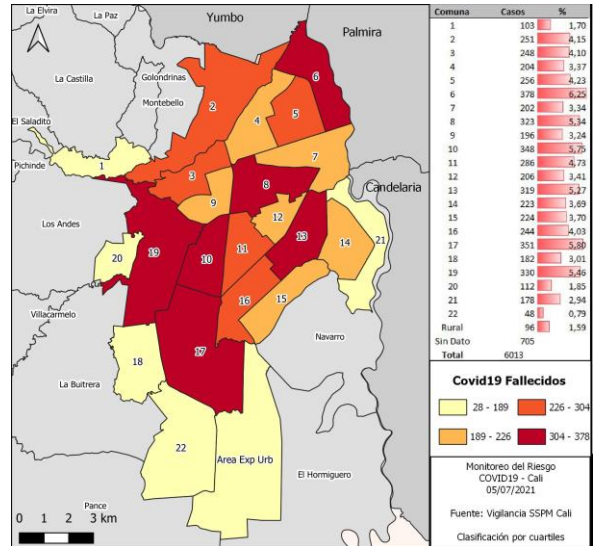 La Elvira
La Paz
Yumbo
Palmira
La Castilla
Golondrinas
Montebello
El Saladito
Pichinde
Candelaria
Los Andes
Villacarmelo
Navarro
La Buitrera
Area Exp Urb
El Hormiguero
Pance
6
2
5
4
7
1
3
8
9
12
13
14
21
20
19
10
11
16
15
17
18
22
0 1 2 3 km
Comuna Casos %
1 103 1,70
2 251 4,15
3 248 4,10
4 204 3,37
5 256 4,23
6 378 6,25
7 202 3,34
8 323 5,34
9 196 3,24
10 348 5,75
11 286 4,73
12 206 3,41
13 319 5,27
14 223 3,69
15 224 3,70
16 244 4,03
17 351 5,80
18 182 3,01
19 330 5,46
20 112 1,85
21 178 2,94
22 48 0,79
Rural 96 1,59
Sin Dato 705
Total 6013
Covid19 Fallecidos
28 - 189 226 - 304
189 - 226 304 - 378
Monitoreo del Riesgo
COVID19 - Cali
05/07/2021
Fuente: Vigilancia SSPM Cali
Clasificación por cuartiles